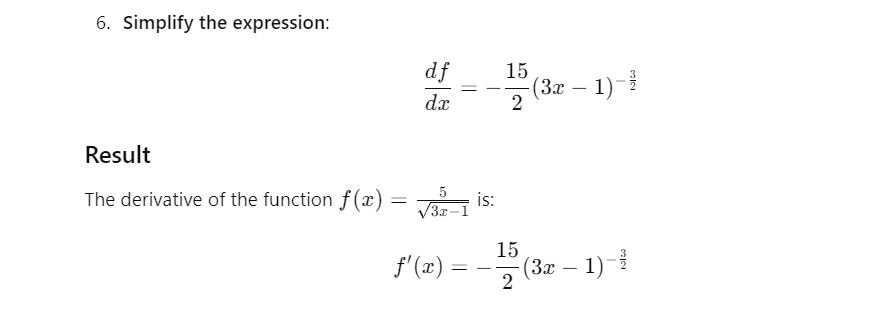 6. Simplify the expression:
df/dx = −15/2(3x − 1)^{−3/2}
Result
The derivative of the function f(x) = 5/√(3x−1) is:
f′(x) = −15/2(3x − 1)^{−3/2}